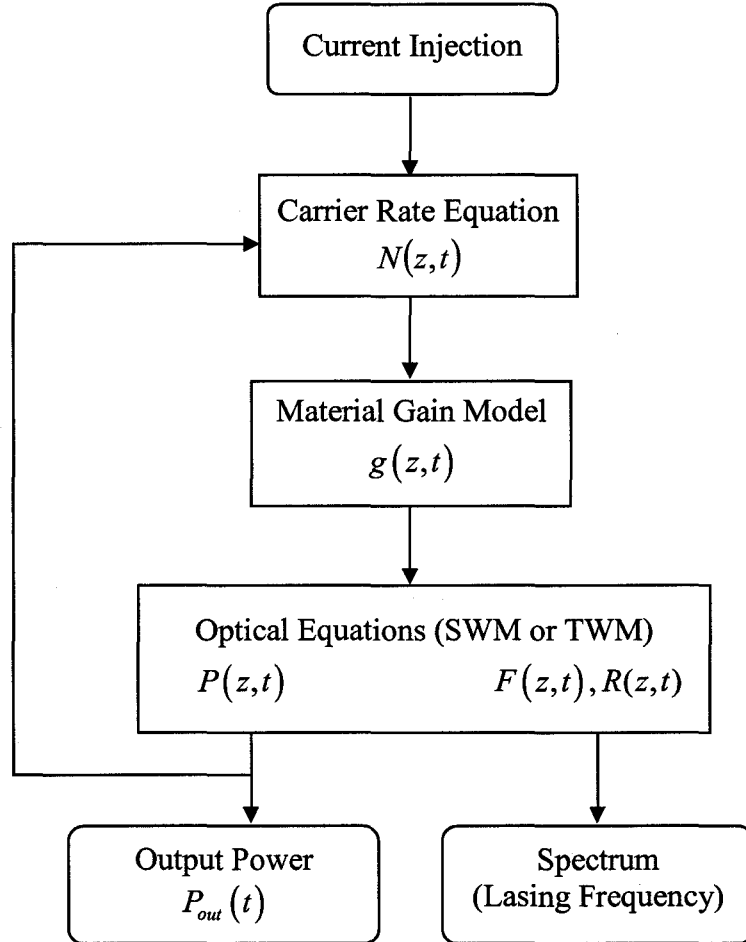 Current Injection
Carrier Rate Equation
N(z,t)
Material Gain Model
g(z,t)
Optical Equations (SWM or TWM)
P(z,t) F(z,t),R(z,t)
Output Power
P_out(t)
Spectrum
(Lasing Frequency)